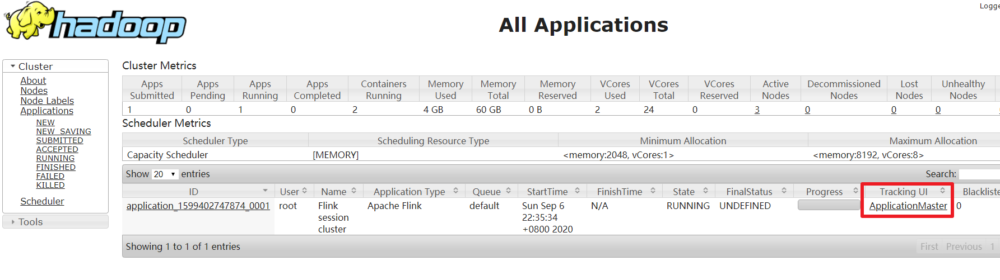 Logge
hadoop
All Applications
Cluster
About
Nodes
Node Labels
Applications
NEW
NEW_SAVING
SUBMITTED
ACCEPTED
RUNNING
FINISHED
FAILED
KILLED
Scheduler
Tools
Cluster Metrics
Apps Submitted Apps Pending Apps Running Apps Completed Containers Running Memory Used Memory Total Memory Reserved VCores Used VCores Total VCores Reserved Active Nodes Decommissioned Nodes Lost Nodes Unhealthy Nodes
1 0 1 0 2 4 GB 60 GB 0 B 2 24 0 3 0 0 0
Scheduler Metrics
Scheduler Type Scheduling Resource Type Minimum Allocation Maximum Allocation
Capacity Scheduler [MEMORY] <memory:2048, vCores:1> <memory:8192, vCores:8>
Show 20 entries Search:
ID User Name Application Type Queue StartTime FinishTime State FinalStatus Progress Tracking UI Blackliste
application_1599402747874_0001 root Flink session cluster Apache Flink default Sun Sep 6 22:35:34 +0800 2020 N/A RUNNING UNDEFINED ApplicationMaster 0
Showing 1 to 1 of 1 entries First Previous 1